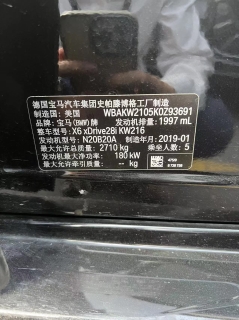 德国宝马汽车集团史帕滕博格工厂制造
制造国：美国 WBAKW2105K0Z93691
品牌：宝马(BMW)牌 发动机排量：1997 mL
整车型号：X6 xDrive28i KW216
发动机型号：N20B20A 制造年月：2019-01
发动机最大净功率：180 kW 乘坐人数：5
最大允许总质量：2710 kg
最大允许牵引质量：-- kg